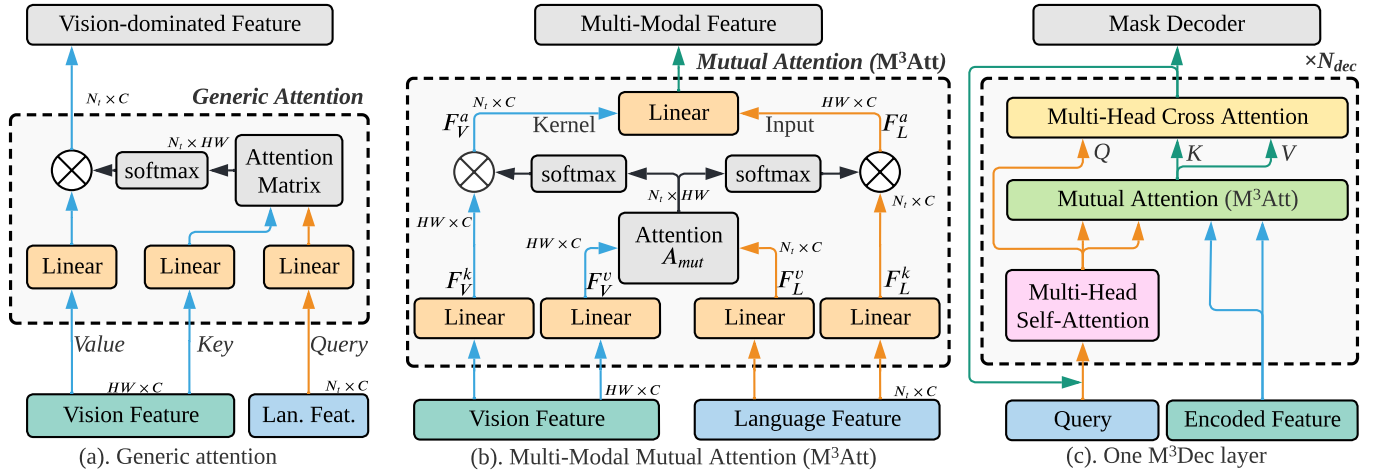 Vision-dominated Feature
N_t × C
Generic Attention
N_t × HW
softmax
Attention
Matrix
Linear
Linear
Linear
Value
Key
Query
HW × C
N_t × C
Vision Feature
Lan. Feat.
(a). Generic attention
Multi-Modal Feature
Mutual Attention (M³Att)
N_t × C
HW × C
F_V^a
Kernel
Linear
Input
F_L^a
softmax
softmax
N_t × HW
HW × C
N_t × C
HW × C
Attention
A_mut
N_t × C
F_V^k
F_V^v
F_L^v
F_L^k
Linear
Linear
Linear
Linear
HW × C
N_t × C
Vision Feature
Language Feature
(b). Multi-Modal Mutual Attention (M³Att)
Mask Decoder
×N_dec
Multi-Head Cross Attention
Q
K
V
Mutual Attention (M³Att)
Multi-Head
Self-Attention
Query
Encoded Feature
(c). One M³Dec layer